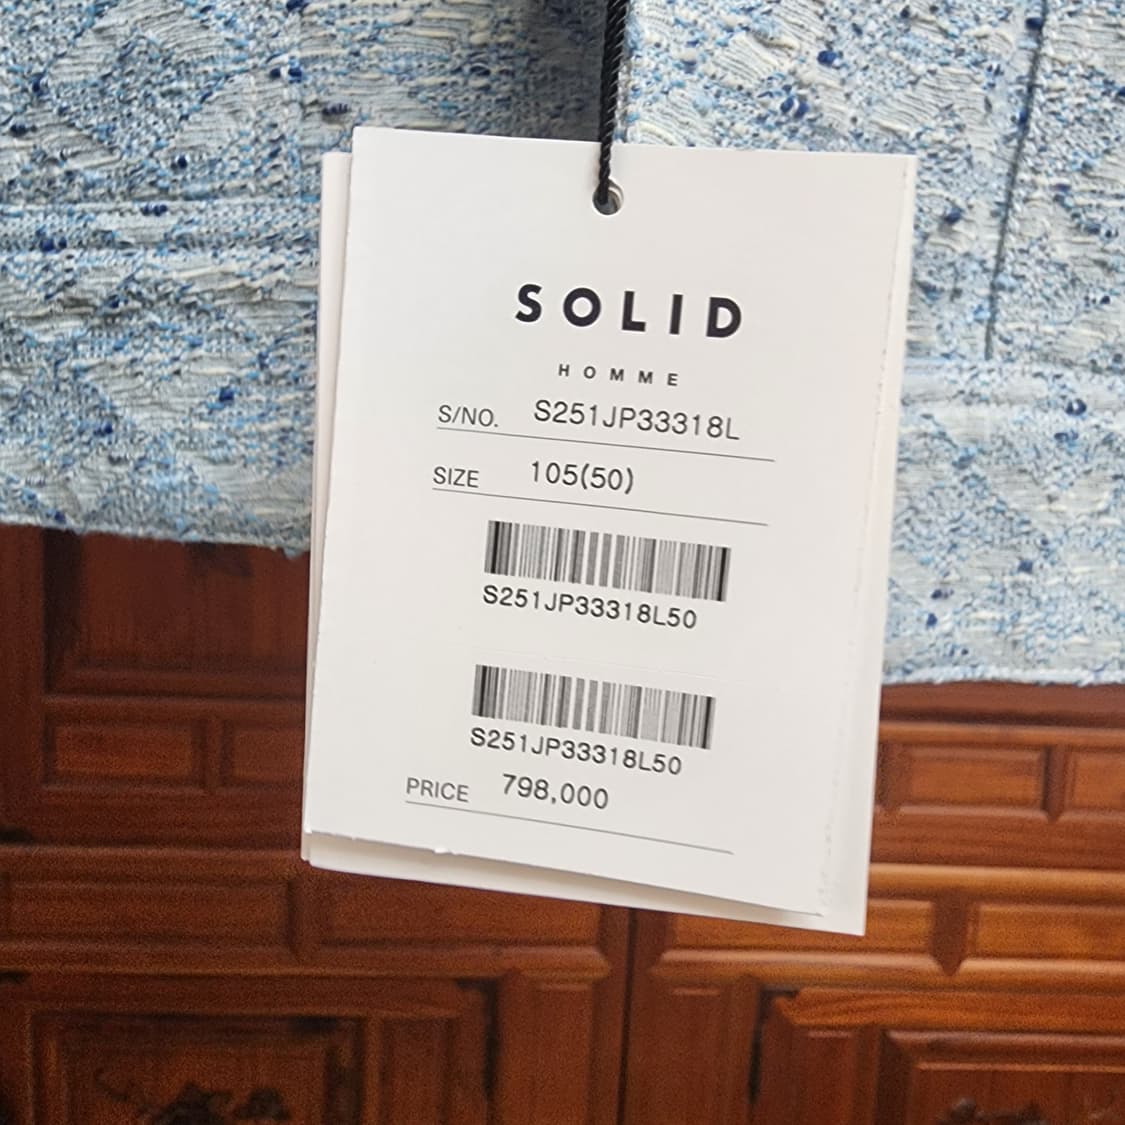 SOLID
HOMME
S/NO. S251JP33318L
SIZE 105(50)
S251JP33318L50
S251JP33318L50
PRICE 798,000